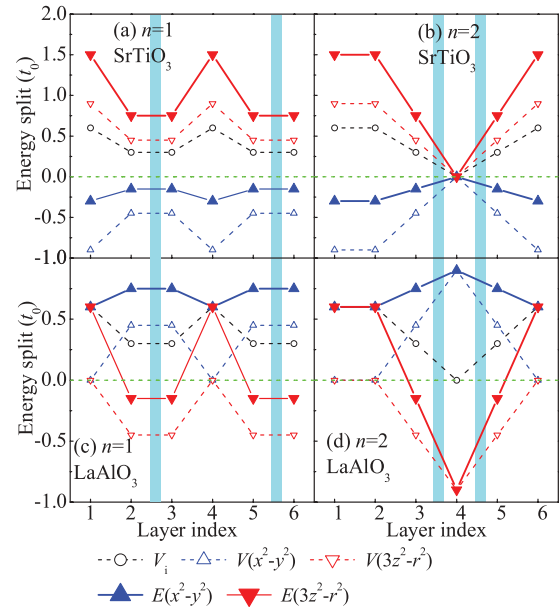 (a) n=1
SrTiO₃
(b) n=2
SrTiO₃
Energy split (t₀)
2.0
1.5
1.0
0.5
0.0
-0.5
-1.0
(c) n=1
LaAlO₃
(d) n=2
LaAlO₃
Energy split (t₀)
0.5
0.0
-0.5
-1.0
1 2 3 4 5 6
1 2 3 4 5 6
Layer index
Layer index
Vᵢ
V(x²-y²)
V(3z²-r²)
E(x²-y²)
E(3z²-r²)